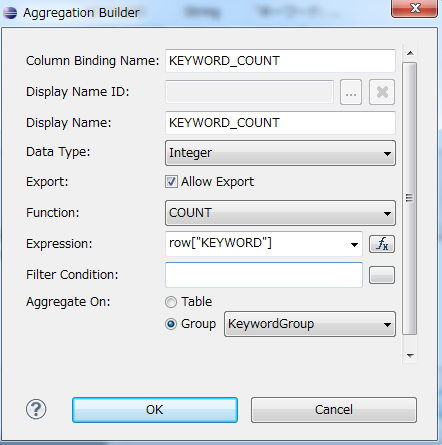 Aggregation Builder
Column Binding Name: KEYWORD_COUNT
Display Name ID: ...
Display Name: KEYWORD_COUNT
Data Type: Integer
Export: Allow Export
Function: COUNT
Expression: row["KEYWORD"] fx
Filter Condition:
Aggregate On: Table
Group KeywordGroup
? OK Cancel